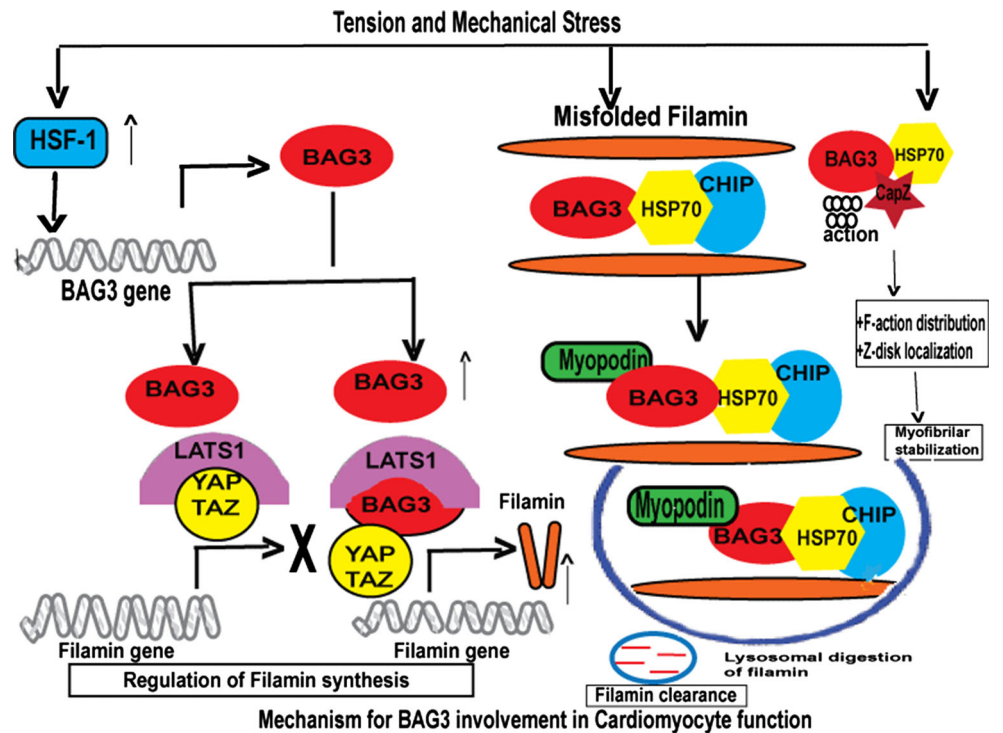 Tension and Mechanical Stress
HSF-1
BAG3
BAG3 gene
BAG3
BAG3
LATS1
YAP
TAZ
LATS1
BAG3
YAP
TAZ
X
Filamin
Filamin gene
Filamin gene
Regulation of Filamin synthesis
Misfolded Filamin
BAG3
HSP70
CHIP
Myopodin
BAG3
HSP70
CHIP
Myopodin
BAG3
HSP70
CHIP
Lysosomal digestion
of filamin
Filamin clearance
BAG3
HSP70
CapZ
action
+F-action distribution
+Z-disk localization
Myofibrilar
stabilization
Mechanism for BAG3 involvement in Cardiomyocyte function